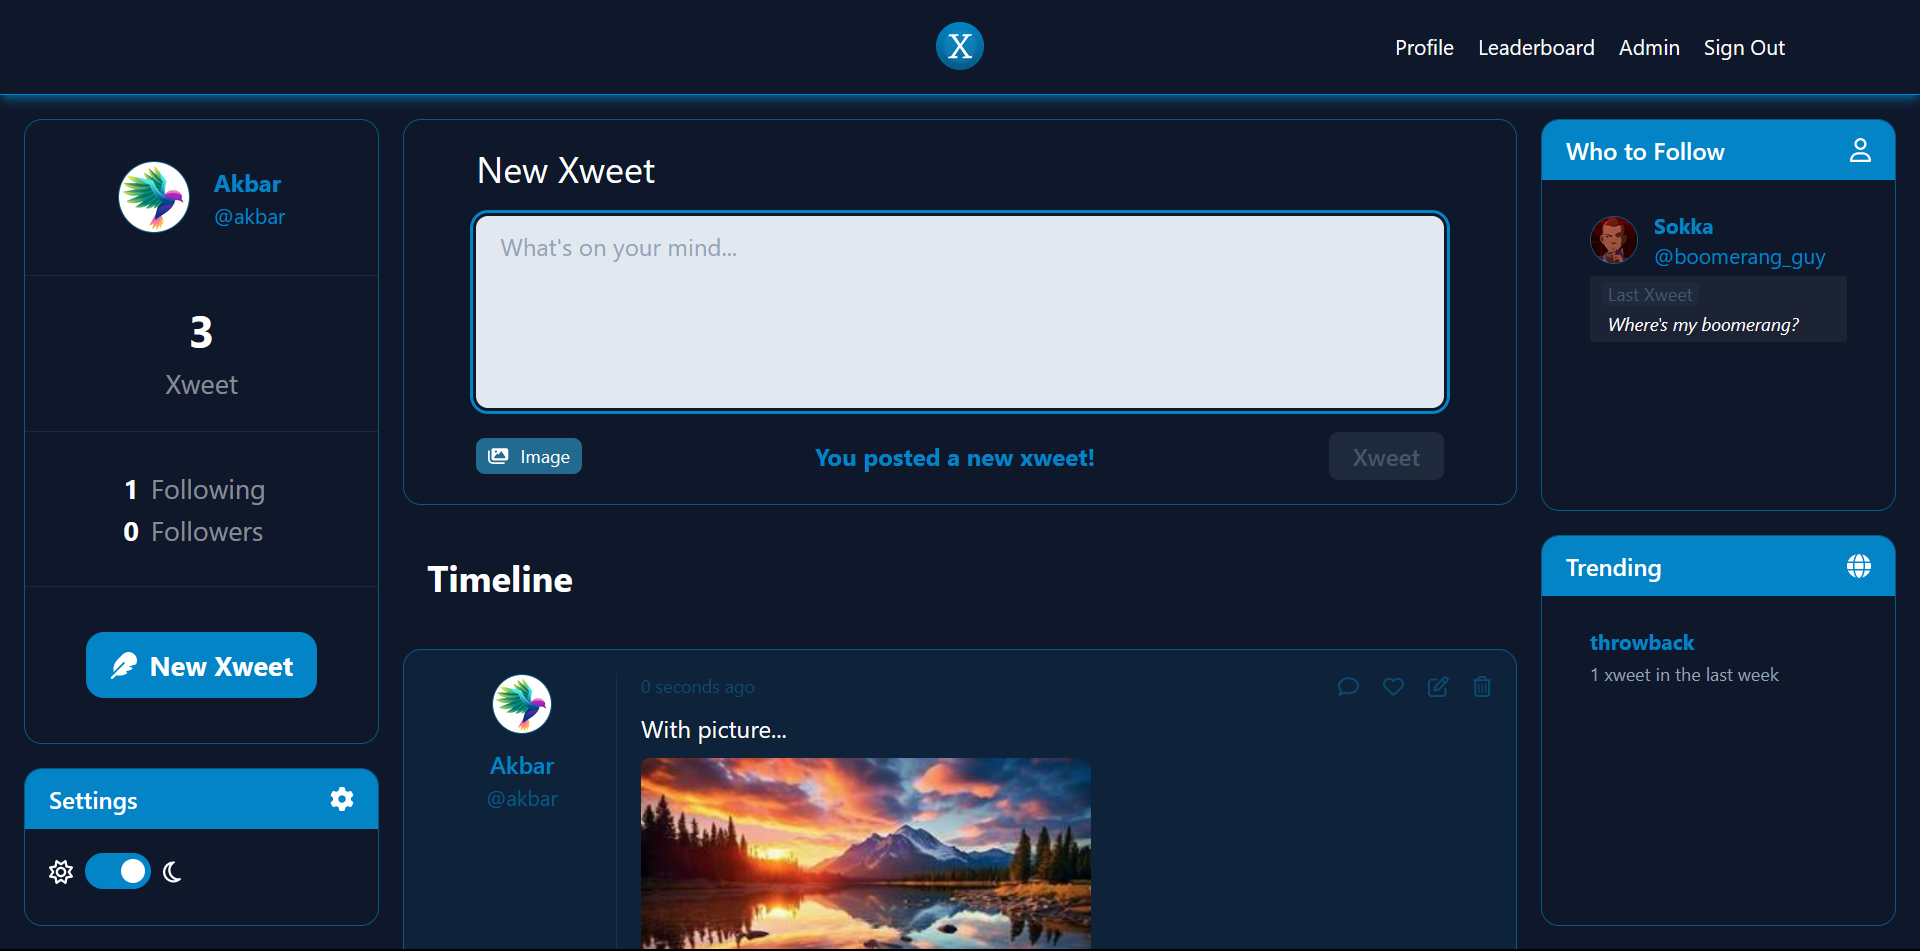 X
Profile Leaderboard Admin Sign Out
Akbar
@akbar
3
Xweet
1 Following
0 Followers
New Xweet
Settings
New Xweet
What's on your mind...
Image
You posted a new xweet!
Xweet
Timeline
Akbar
@akbar
0 seconds ago
With picture...
Who to Follow
Sokka
@boomerang_guy
Last Xweet
Where's my boomerang?
Trending
throwback
1 xweet in the last week